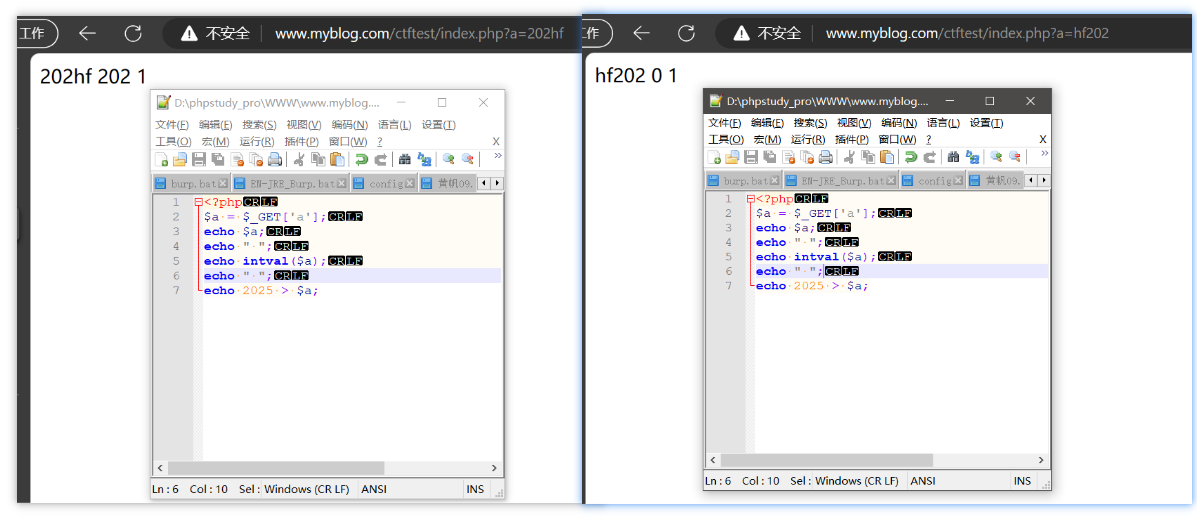 工作
不安全
www.myblog.com/ctftest/index.php?a=202hf
202hf 202 1
D:\phpstudy_pro\WWW\www.myblog....
文件(F) 编辑(E) 搜索(S) 视图(V) 编码(N) 语言(L) 设置(T)
工具(O) 宏(M) 运行(R) 插件(P) 窗口(W) ? X
burp.bat EN-JRE_Burp.bat config 黄帆09.
1 <?phpCRLF
2 $a = $_GET['a'];CRLF
3 echo $a;CRLF
4 echo " ";CRLF
5 echo intval($a);CRLF
6 echo " ";CRLF
7 echo 2025 > $a;
Ln : 6 Col : 10 Sel : Windows (CR LF) ANSI INS
作
不安全
www.myblog.com/ctftest/index.php?a=hf202
hf202 0 1
D:\phpstudy_pro\WWW\www.myblog....
文件(F) 编辑(E) 搜索(S) 视图(V) 编码(N) 语言(L) 设置(T)
工具(O) 宏(M) 运行(R) 插件(P) 窗口(W) ? X
burp.bat EN-JRE_Burp.bat config 黄帆09.
1 <?phpCRLF
2 $a = $_GET['a'];CRLF
3 echo $a;CRLF
4 echo " ";CRLF
5 echo intval($a);CRLF
6 echo " ";CRLF
7 echo 2025 > $a;
Ln : 6 Col : 10 Sel : Windows (CR LF) ANSI INS